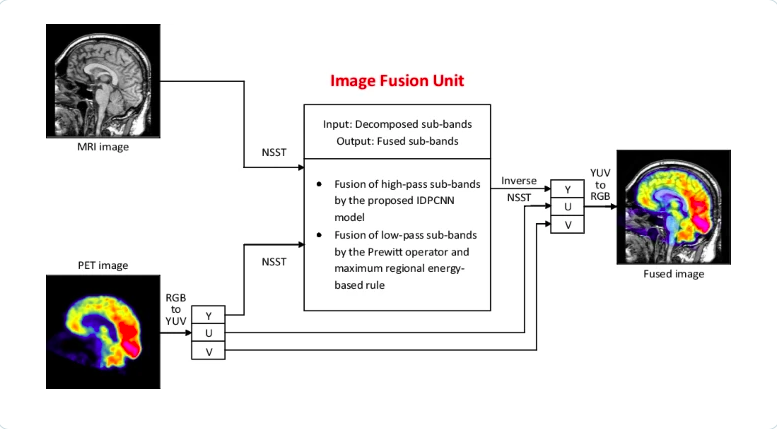 Image Fusion Unit
MRI image
NSST
Input: Decomposed sub-bands
Output: Fused sub-bands
• Fusion of high-pass sub-bands
by the proposed IDPCNN
model
• Fusion of low-pass sub-bands
by the Prewitt operator and
maximum regional energy-
based rule
NSST
PET image
RGB
to
YUV
Y
U
V
Inverse
NSST
Y
U
V
YUV
to
RGB
Fused image